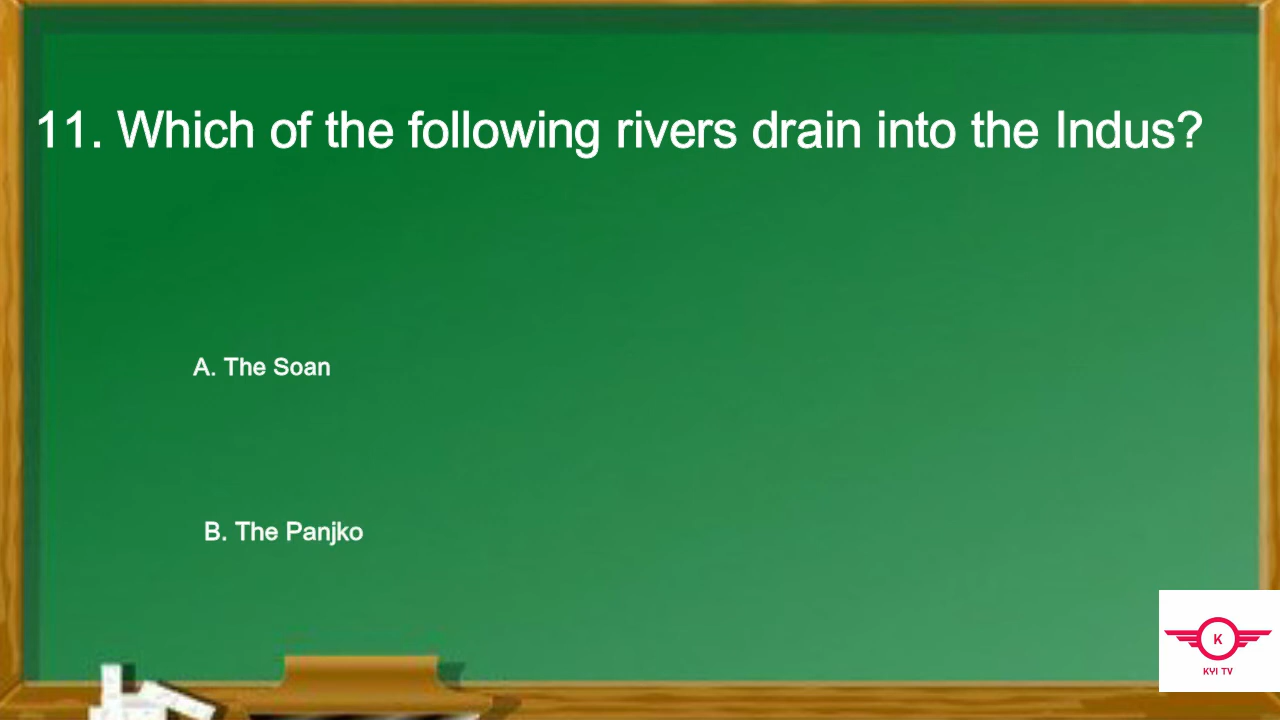 11. Which of the following rivers drain into the Indus?
A. The Soan
B. The Panjko
K
KYI TV